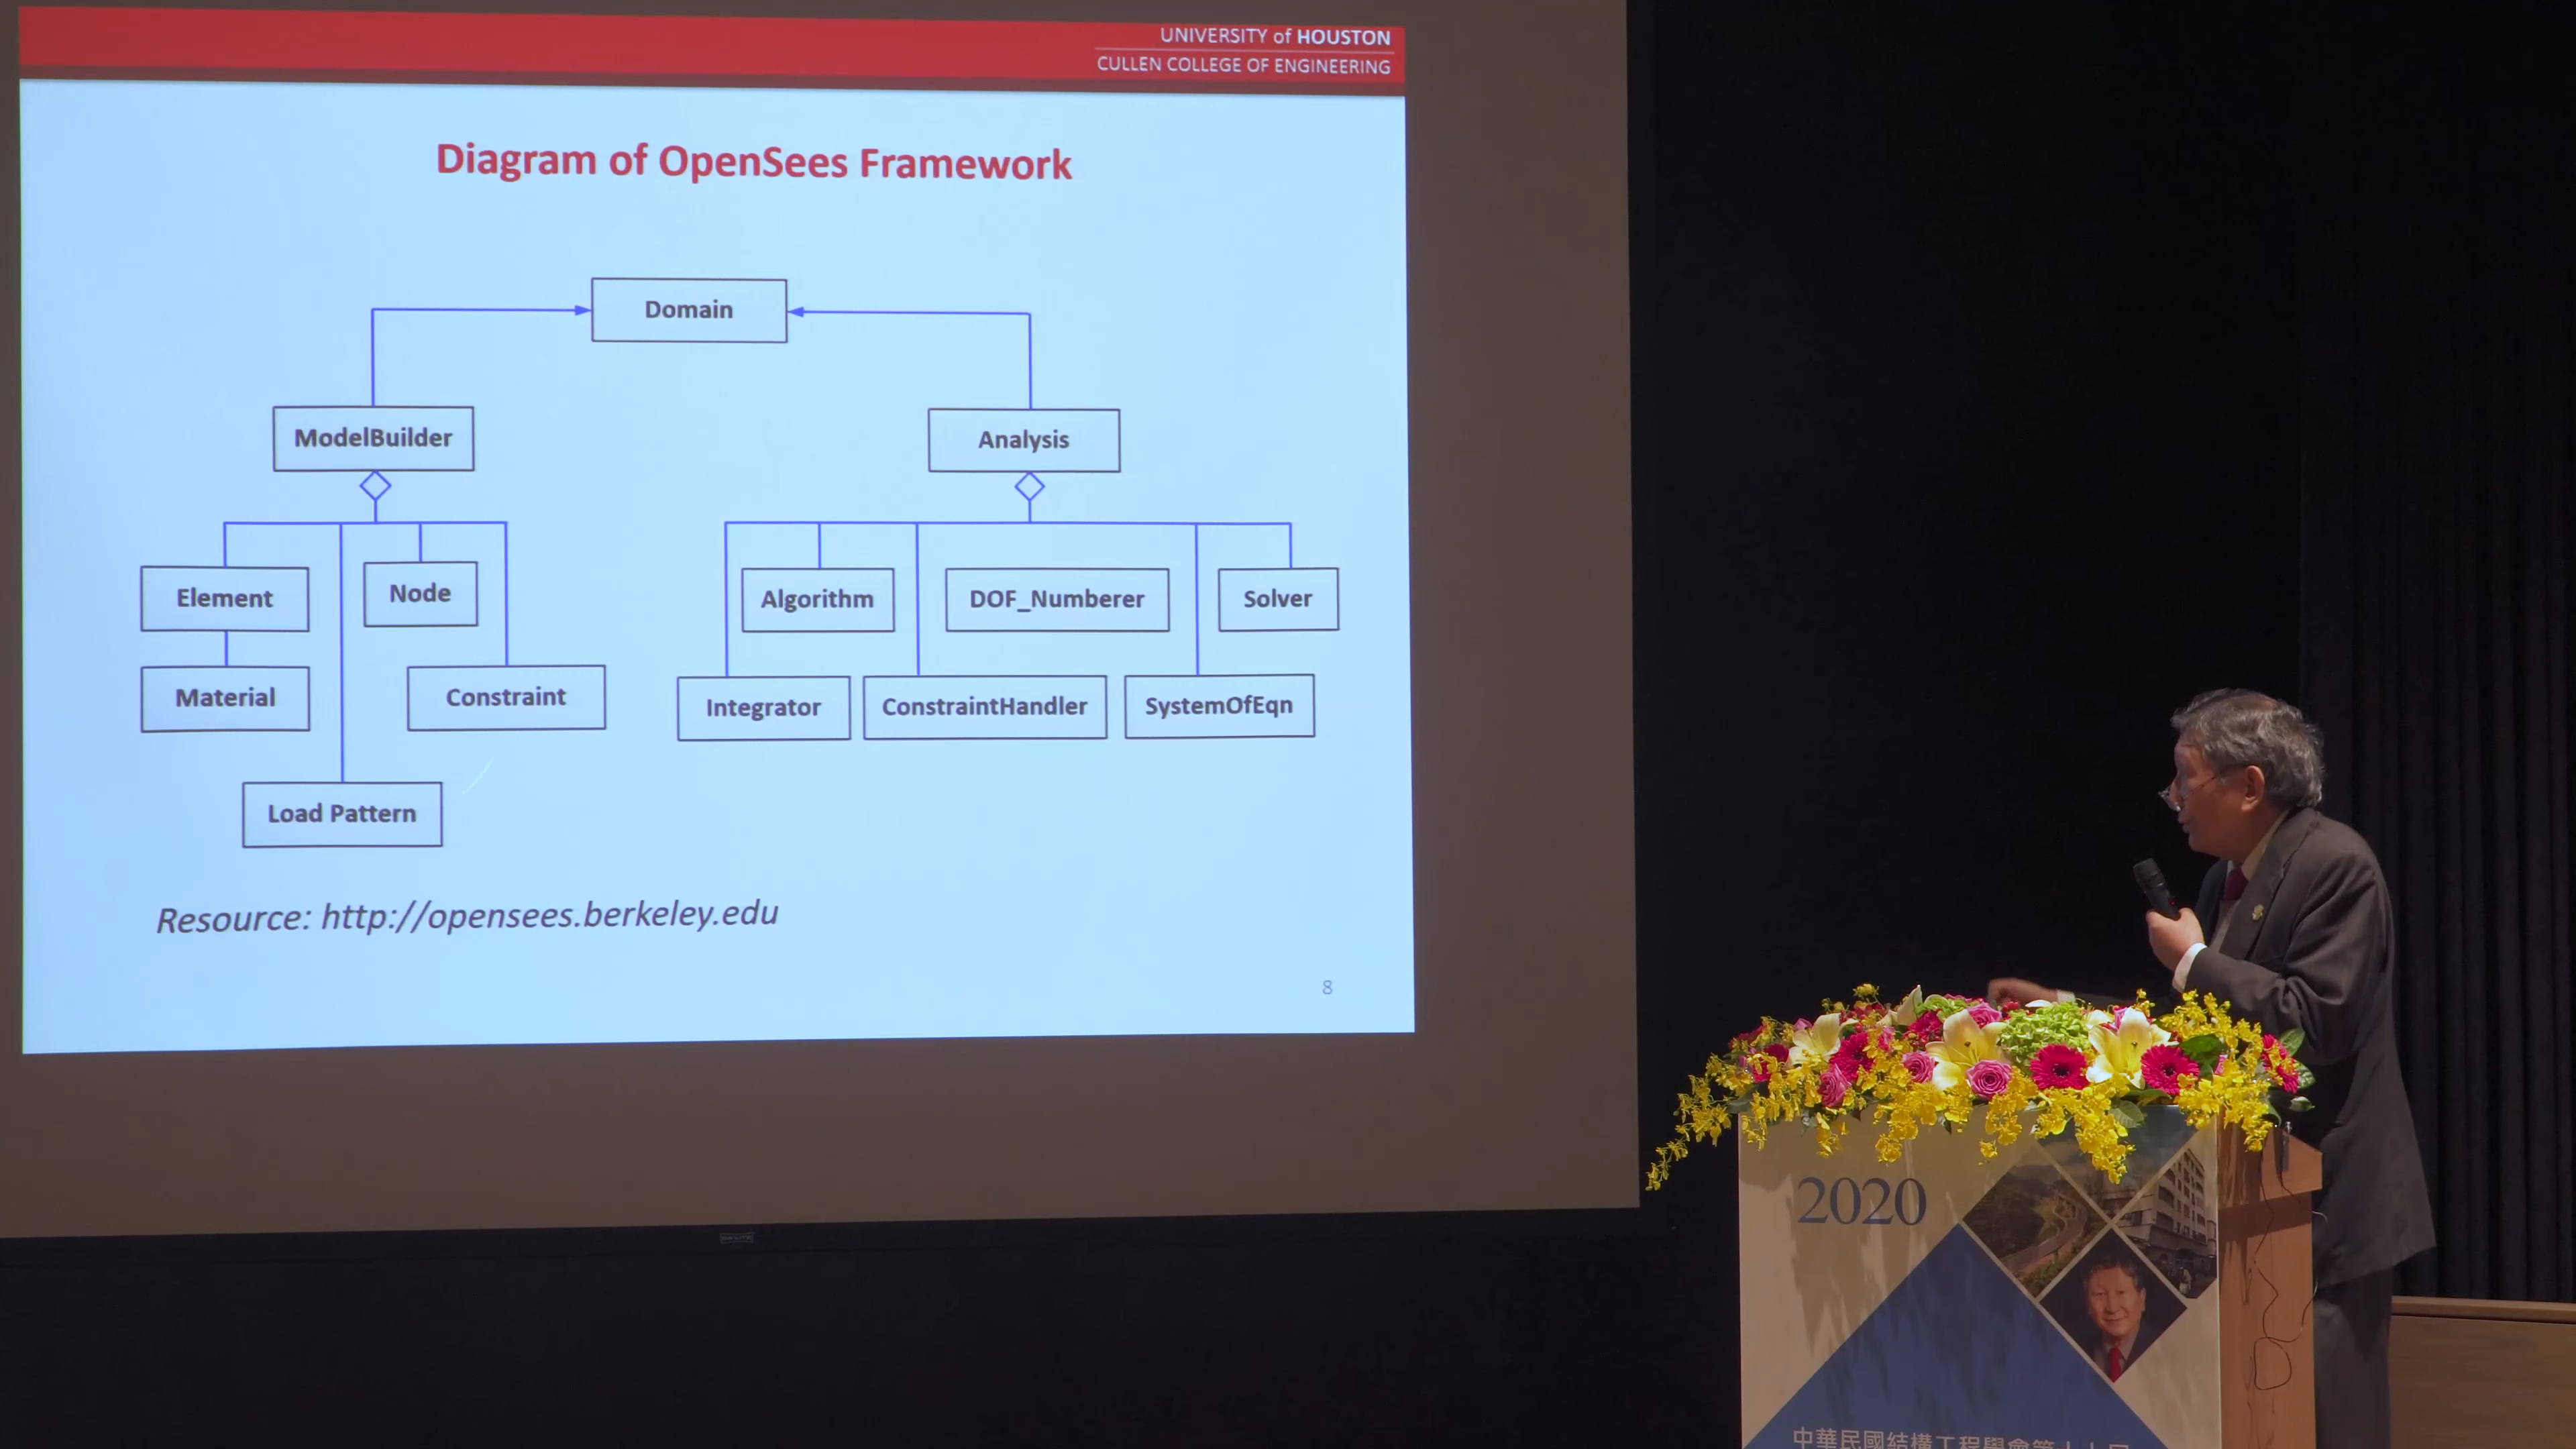 UNIVERSITY of HOUSTON
CULLEN COLLEGE OF ENGINEERING
Diagram of OpenSees Framework
Domain
ModelBuilder
Analysis
Element
Node
Algorithm
DOF_Numberer
Solver
Material
Constraint
Integrator
ConstraintHandler
SystemOfEqn
Load Pattern
Resource: http://opensees.berkeley.edu
8
2020
中華民國結構工程學會第十